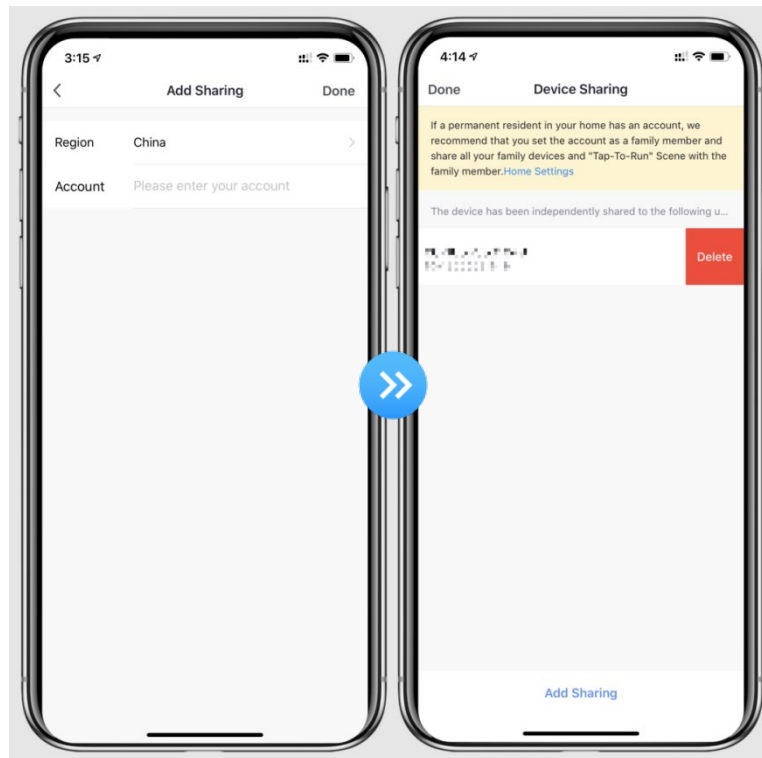 3:15
Add Sharing
Done
Region
China
Account
Please enter your account
4:14
Done
Device Sharing
If a permanent resident in your home has an account, we
recommend that you set the account as a family member and
share all your family devices and "Tap-To-Run" Scene with the
family member.Home Settings
The device has been independently shared to the following u...
Delete
Add Sharing